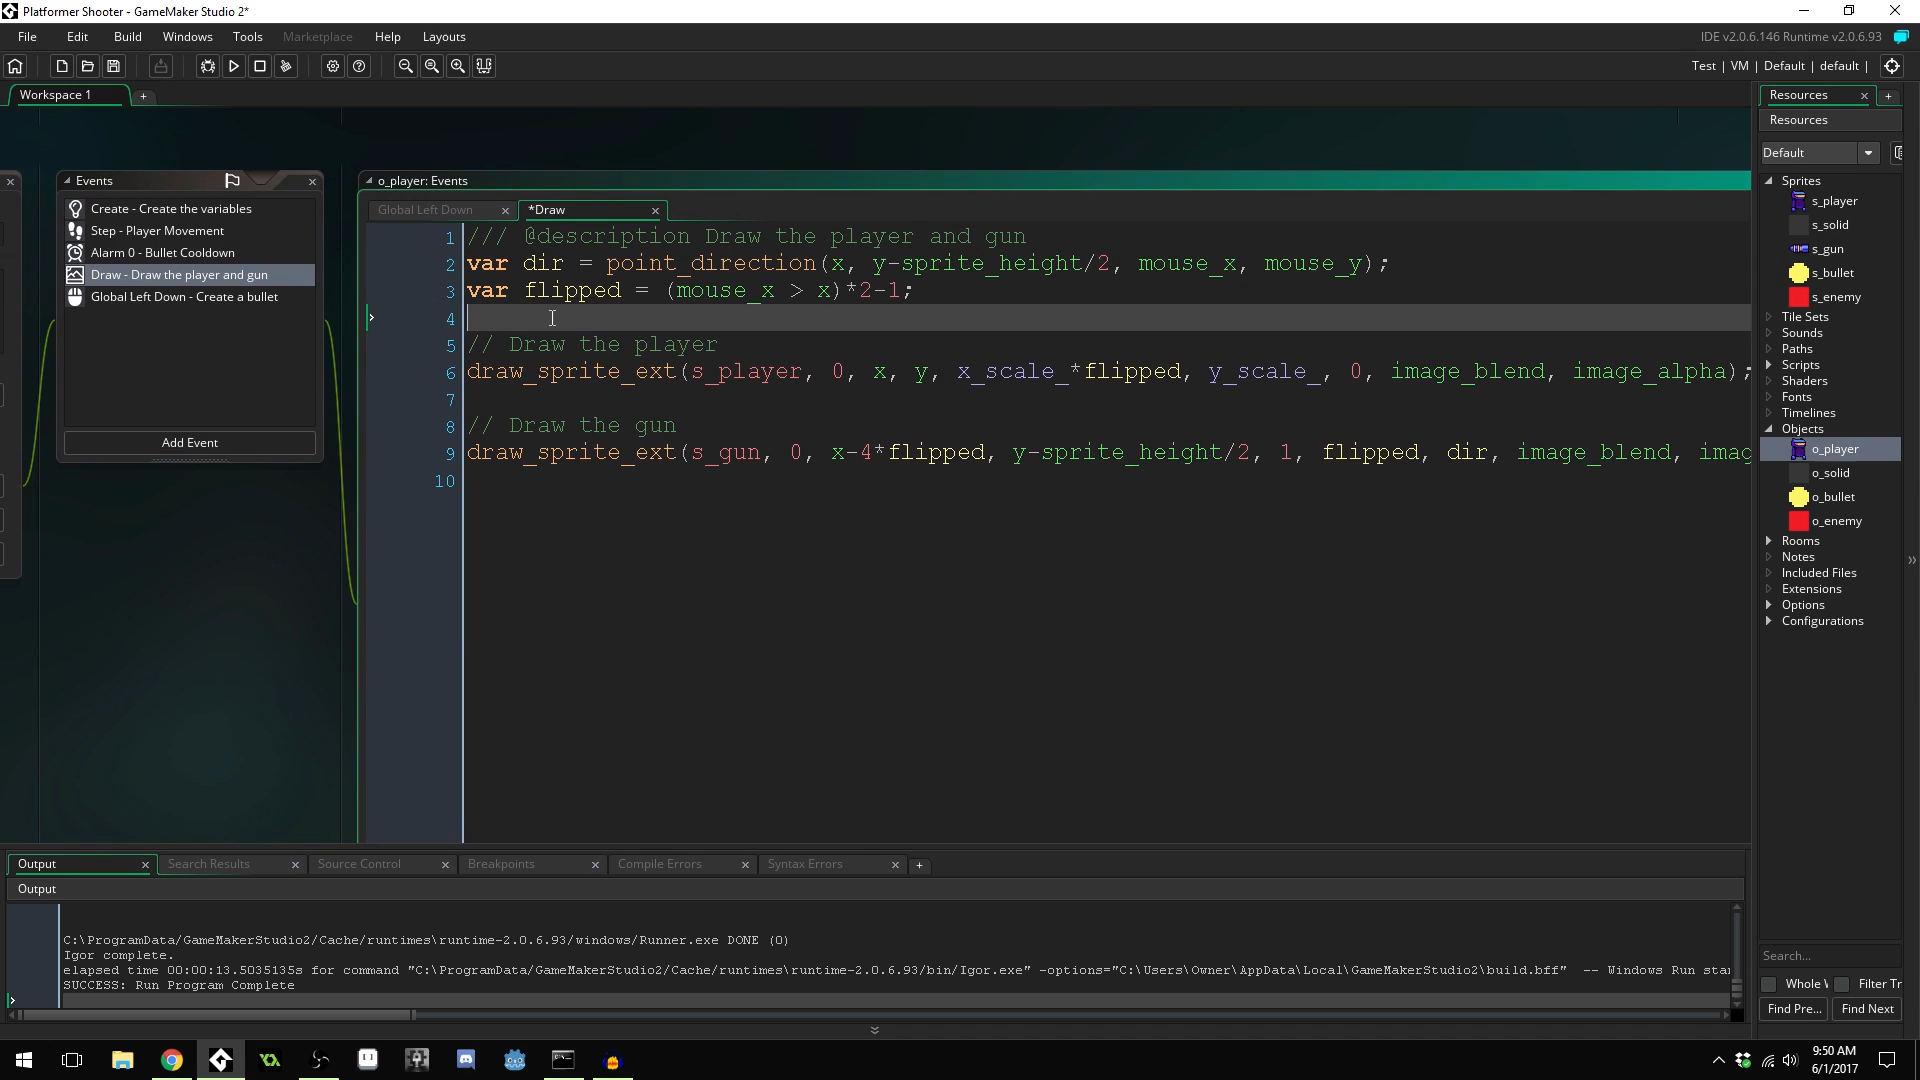 Platformer Shooter - GameMaker Studio 2*
File Edit Build Windows Tools Marketplace Help Layouts
IDE v2.0.6.146 Runtime v2.0.6.93
Test | VM | Default | default |
Workspace 1 +
Resources
Resources
Default
Events
Create - Create the variables
Step - Player Movement
Alarm 0 - Bullet Cooldown
Draw - Draw the player and gun
Global Left Down - Create a bullet
Add Event
o_player: Events
Global Left Down
*Draw
1 /// @description Draw the player and gun
2 var dir = point_direction(x, y-sprite_height/2, mouse_x, mouse_y);
3 var flipped = (mouse_x > x)*2-1;
4
5 // Draw the player
6 draw_sprite_ext(s_player, 0, x, y, x_scale_*flipped, y_scale_, 0, image_blend, image_alpha);
7
8 // Draw the gun
9 draw_sprite_ext(s_gun, 0, x-4*flipped, y-sprite_height/2, 1, flipped, dir, image_blend, imag
10
Sprites
s_player
s_solid
s_gun
s_bullet
s_enemy
Tile Sets
Sounds
Paths
Scripts
Shaders
Fonts
Timelines
Objects
o_player
o_solid
o_bullet
o_enemy
Rooms
Notes
Included Files
Extensions
Options
Configurations
Search...
Whole Filter Tr
Find Pre... Find Next
Output Search Results Source Control Breakpoints Compile Errors Syntax Errors +
Output
C:\ProgramData/GameMakerStudio2/Cache/runtimes\runtime-2.0.6.93/windows/Runner.exe DONE (0)
Igor complete.
elapsed time 00:00:13.5035135s for command "C:\ProgramData/GameMakerStudio2/Cache/runtimes\runtime-2.0.6.93/bin/Igor.exe" -options="C:\Users\Owner\AppData\Local\GameMakerStudio2\build.bff" -- Windows Run star
SUCCESS: Run Program Complete
9:50 AM
6/1/2017